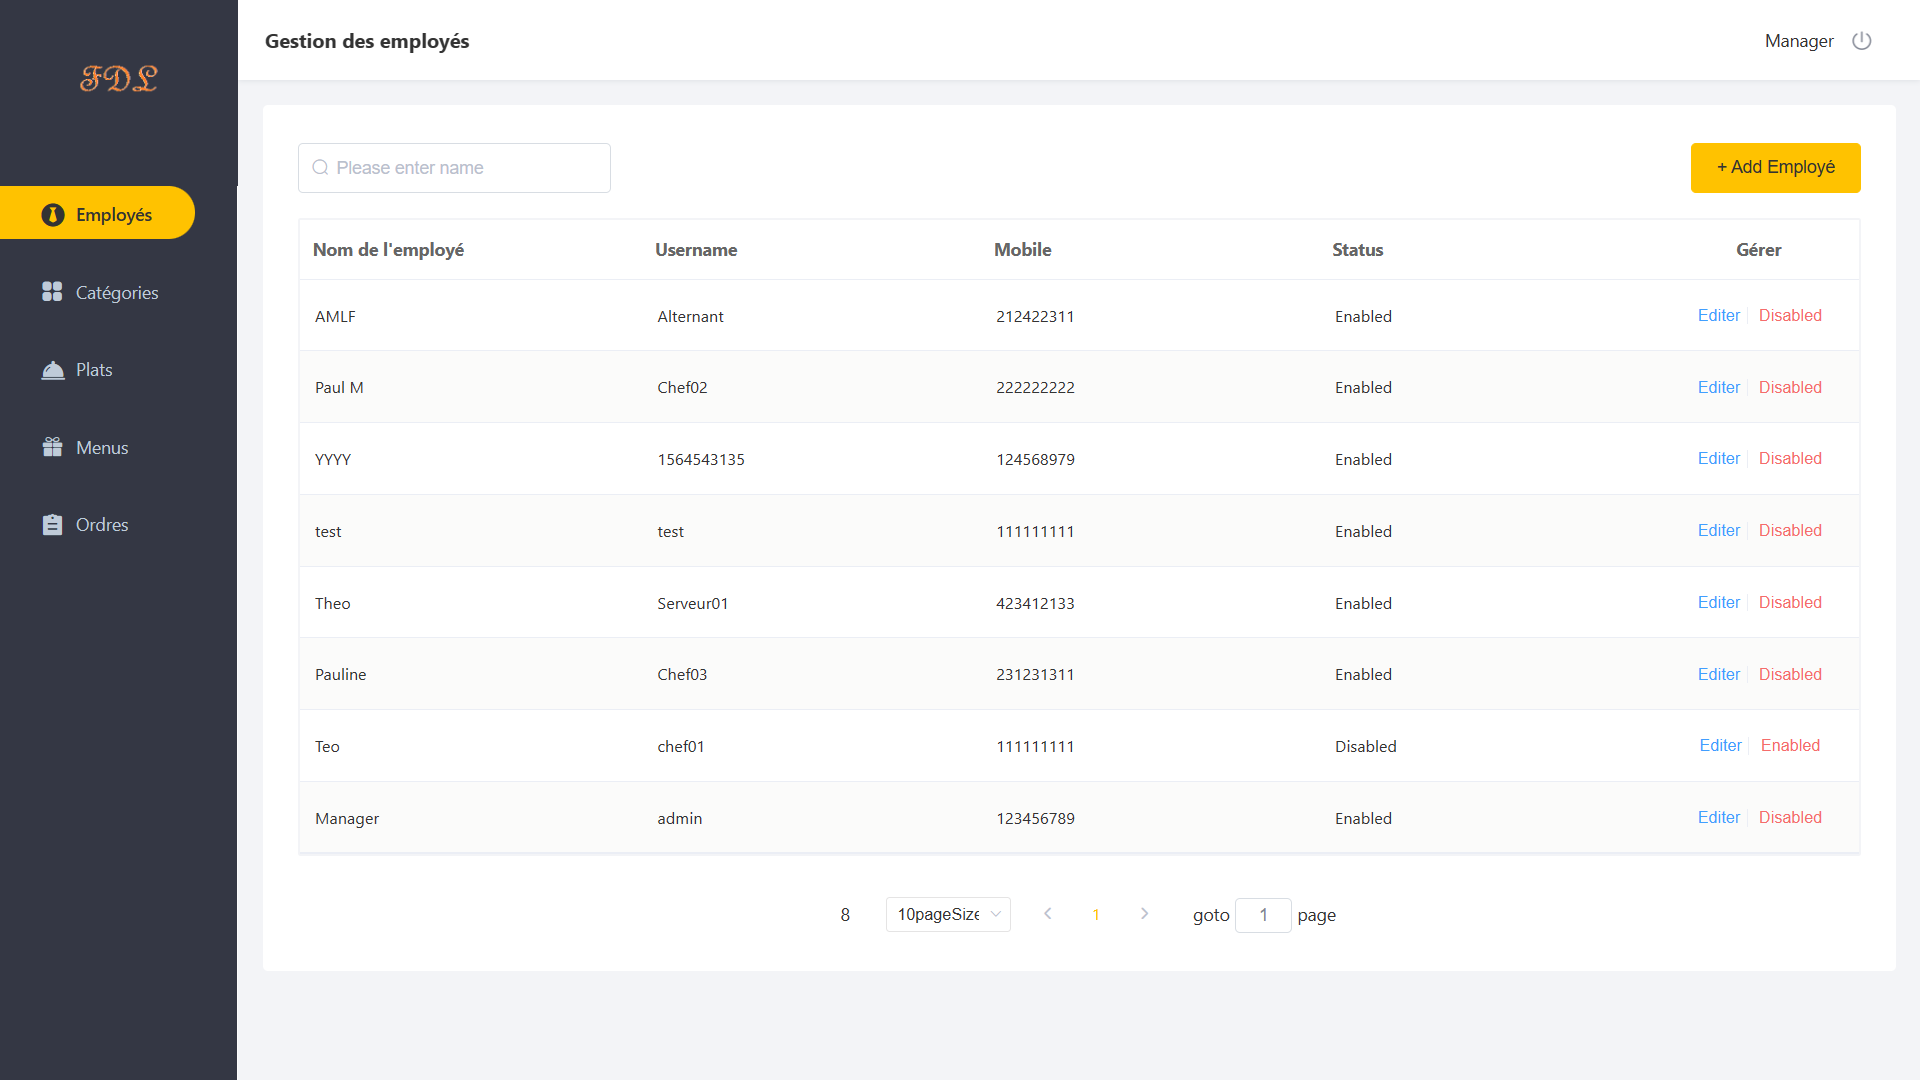 FDL
Gestion des employés
Manager
Employés
Catégories
Plats
Menus
Ordres
Please enter name
+ Add Employé
Nom de l'employé Username Mobile Status Gérer
AMLF Alternant 212422311 Enabled Editer Disabled
Paul M Chef02 222222222 Enabled Editer Disabled
YYYY 1564543135 124568979 Enabled Editer Disabled
test test 111111111 Enabled Editer Disabled
Theo Serveur01 423412133 Enabled Editer Disabled
Pauline Chef03 231231311 Enabled Editer Disabled
Teo chef01 111111111 Disabled Editer Enabled
Manager admin 123456789 Enabled Editer Disabled
8 10pageSize 1 goto 1 page